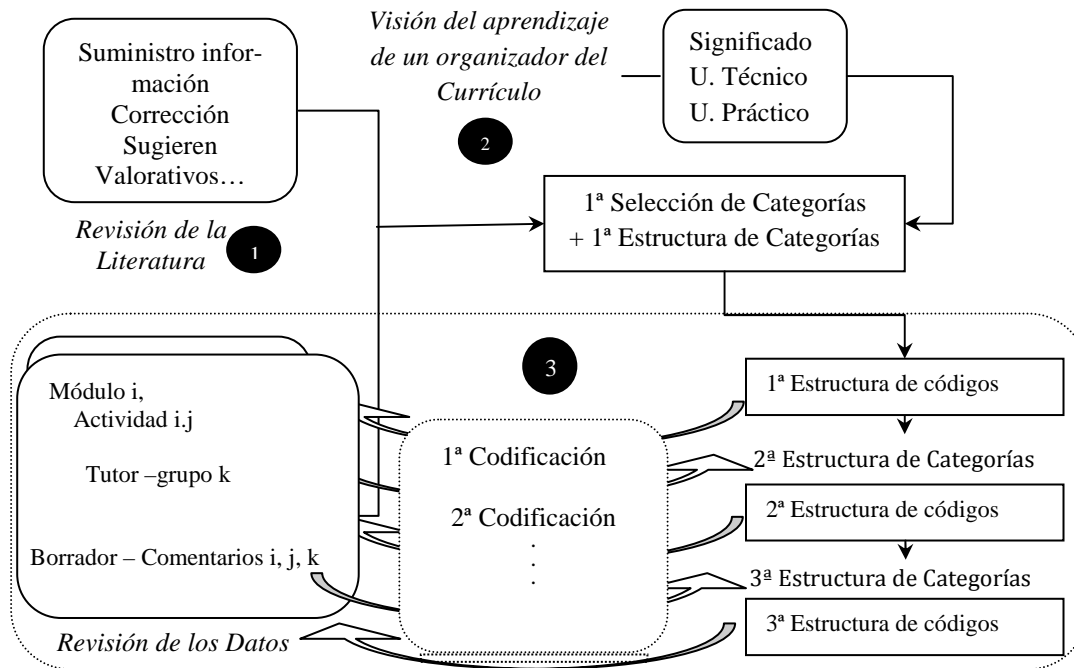 Suministro infor-
mación
Corrección
Sugieren
Valorativos…
Visión del aprendizaje
de un organizador del
Currículo
2
Significado
U. Técnico
U. Práctico
Revisión de la
Literatura
1
1ª Selección de Categorías
+ 1ª Estructura de Categorías
3
Módulo i,
Actividad i.j
Tutor –grupo k
Borrador – Comentarios i, j, k
Revisión de los Datos
1ª Codificación
2ª Codificación
.
.
.
1ª Estructura de códigos
2ª Estructura de Categorías
2ª Estructura de códigos
3ª Estructura de Categorías
3ª Estructura de códigos